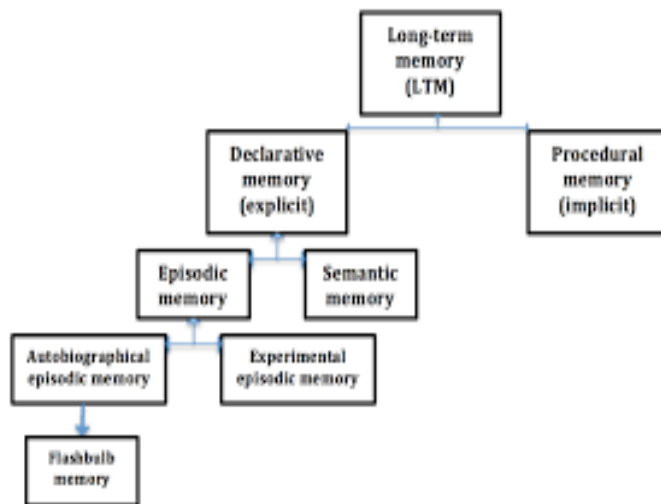 Long-term
memory
(LTM)
Declarative
memory
(explicit)
Procedural
memory
(implicit)
Episodic
memory
Semantic
memory
Autobiographical
episodic memory
Experimental
episodic memory
Flashbulb
memory